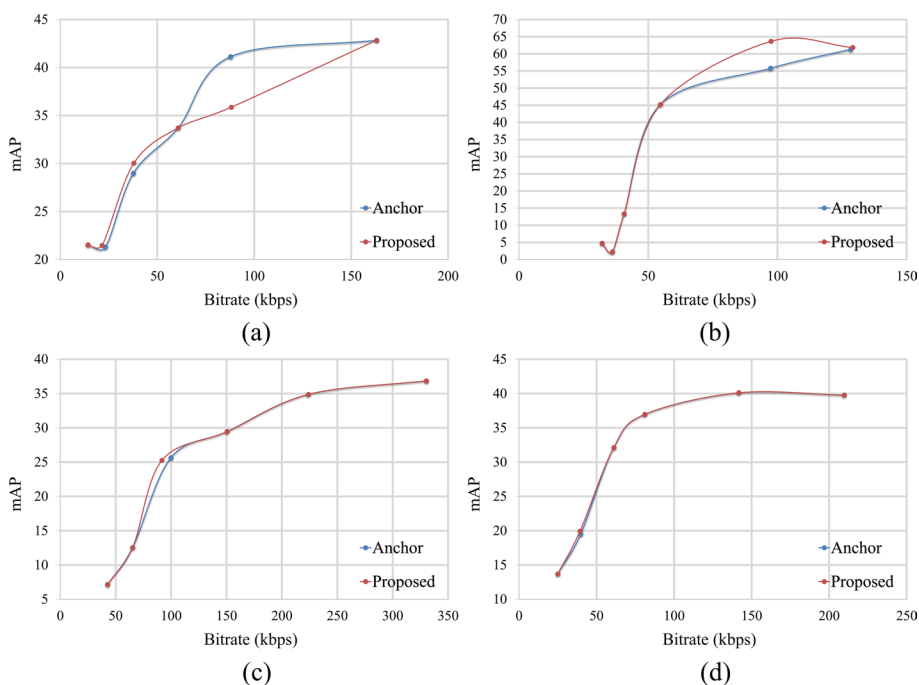 45
40
35
30
25
20
mAP
0 50 100 150 200
Bitrate (kbps)
Anchor
Proposed
(a)
70
65
60
55
50
45
40
35
30
25
20
15
10
5
0
mAP
0 50 100 150
Bitrate (kbps)
Anchor
Proposed
(b)
40
35
30
25
20
15
10
5
mAP
0 50 100 150 200 250 300 350
Bitrate (kbps)
Anchor
Proposed
(c)
45
40
35
30
25
20
15
10
mAP
0 50 100 150 200 250
Bitrate (kbps)
Anchor
Proposed
(d)